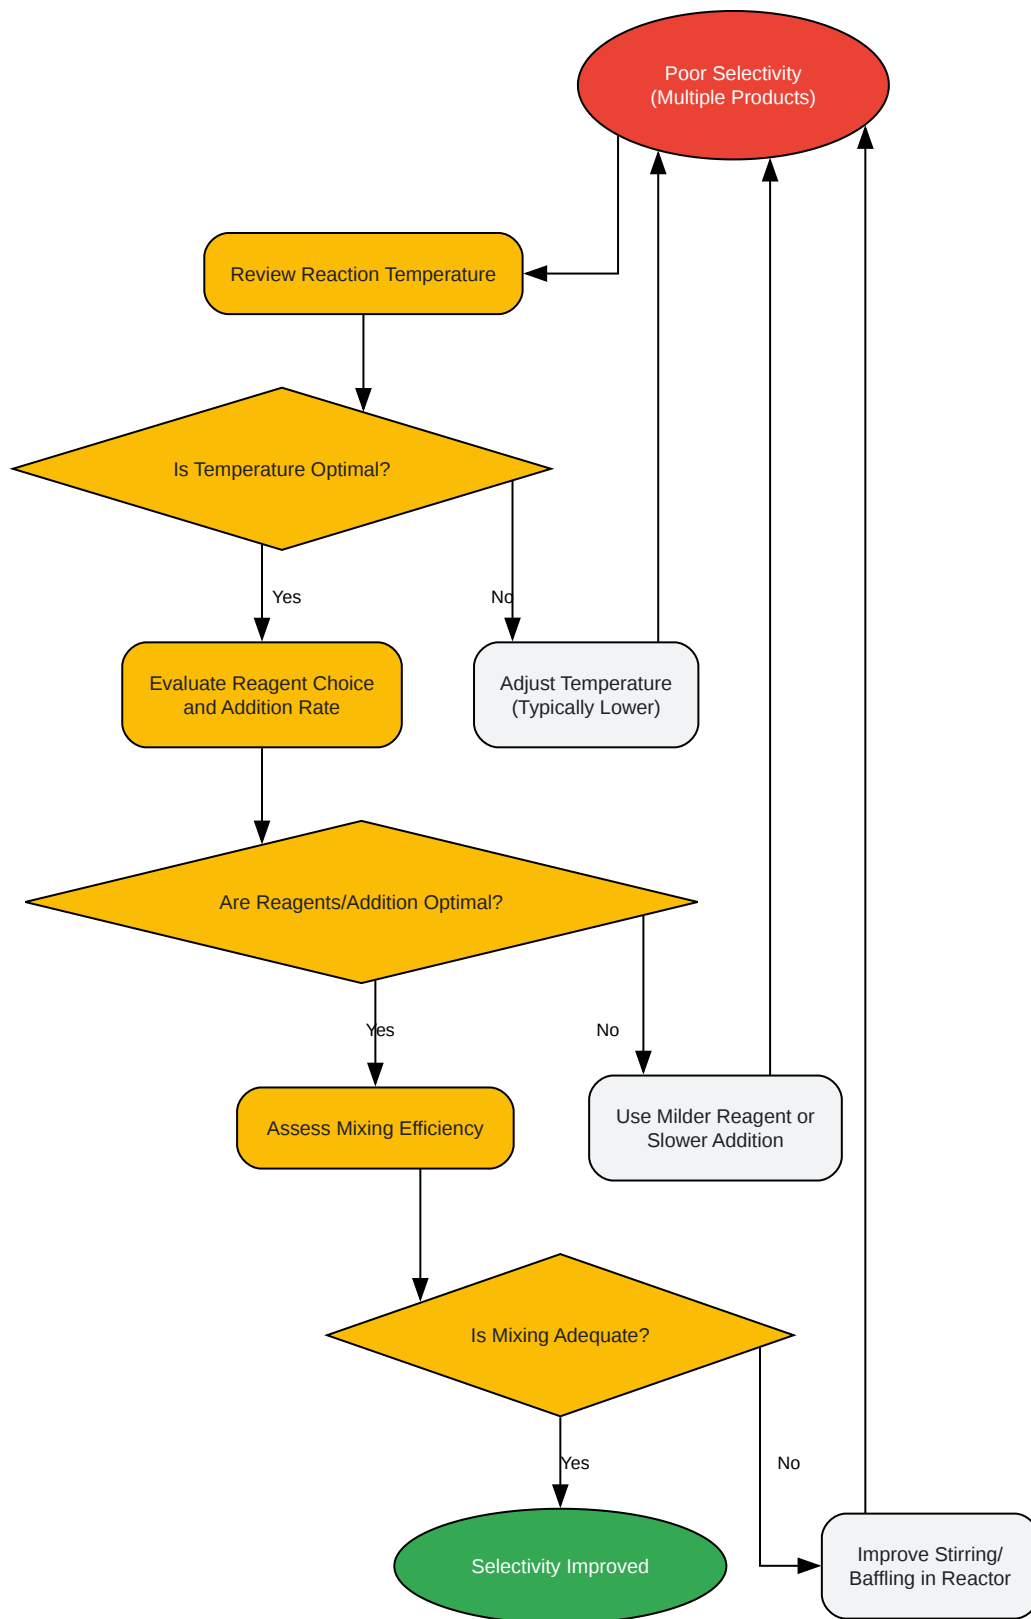 Poor Selectivity
(Multiple Products)
Review Reaction Temperature
Is Temperature Optimal?
Yes
No
Evaluate Reagent Choice
and Addition Rate
Adjust Temperature
(Typically Lower)
Are Reagents/Addition Optimal?
Yes
No
Assess Mixing Efficiency
Use Milder Reagent or
Slower Addition
Is Mixing Adequate?
Yes
No
Selectivity Improved
Improve Stirring/
Baffling in Reactor